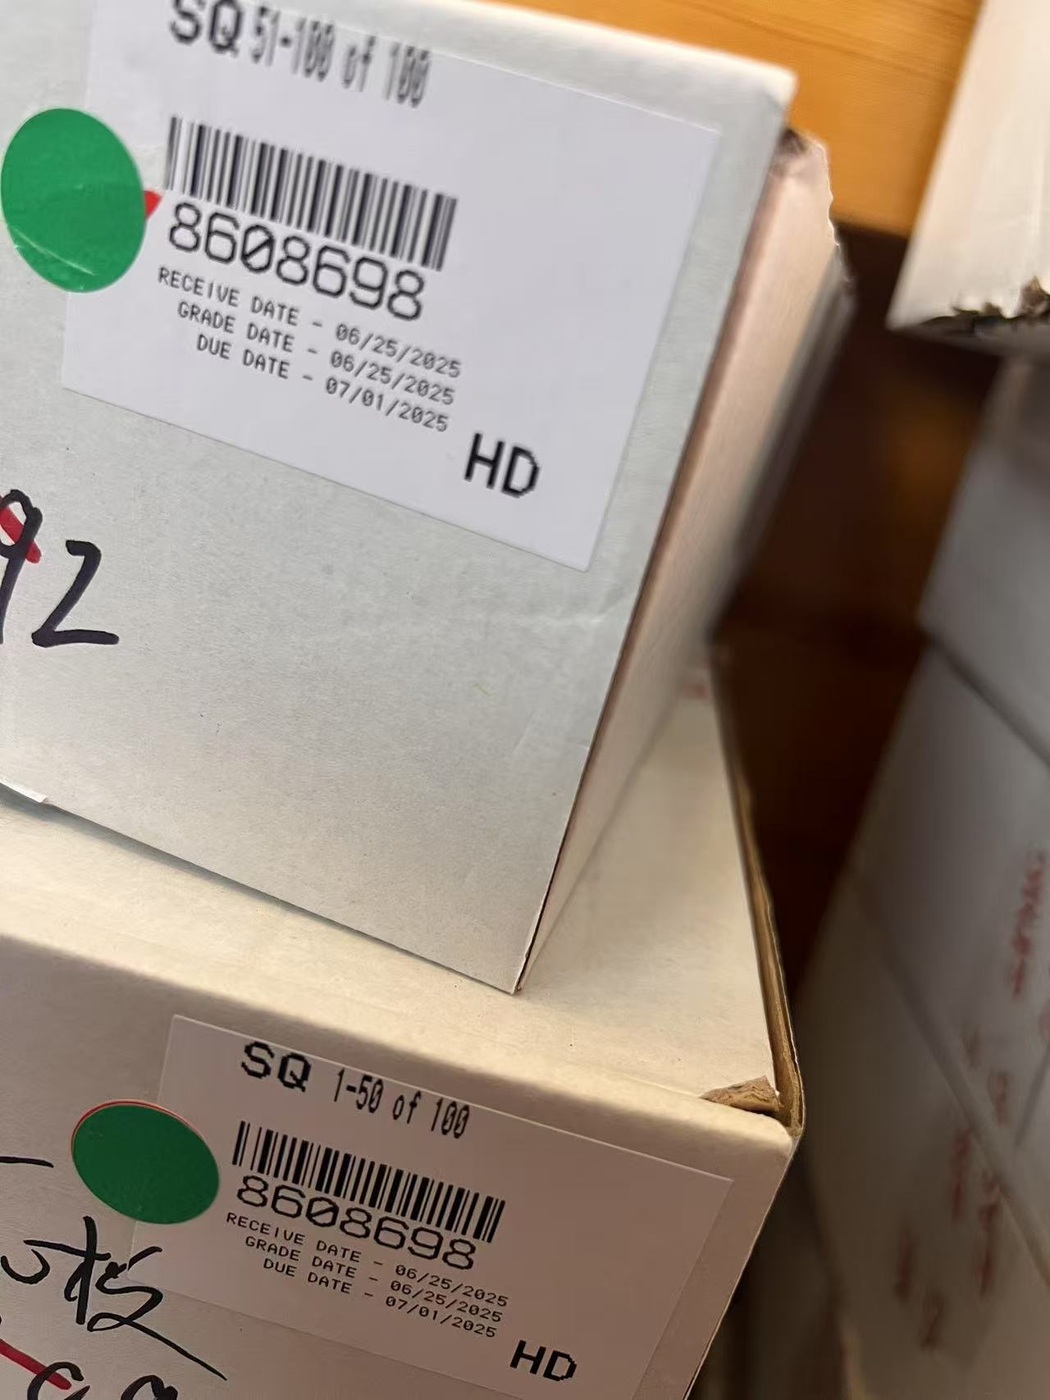 SQ 51-100 of 100
8608698
RECEIVE DATE - 06/25/2025
GRADE DATE - 06/25/2025
DUE DATE - 07/01/2025
HD
92
SQ 1-50 of 100
8608698
RECEIVE DATE - 06/25/2025
GRADE DATE - 06/25/2025
DUE DATE - 07/01/2025
HD